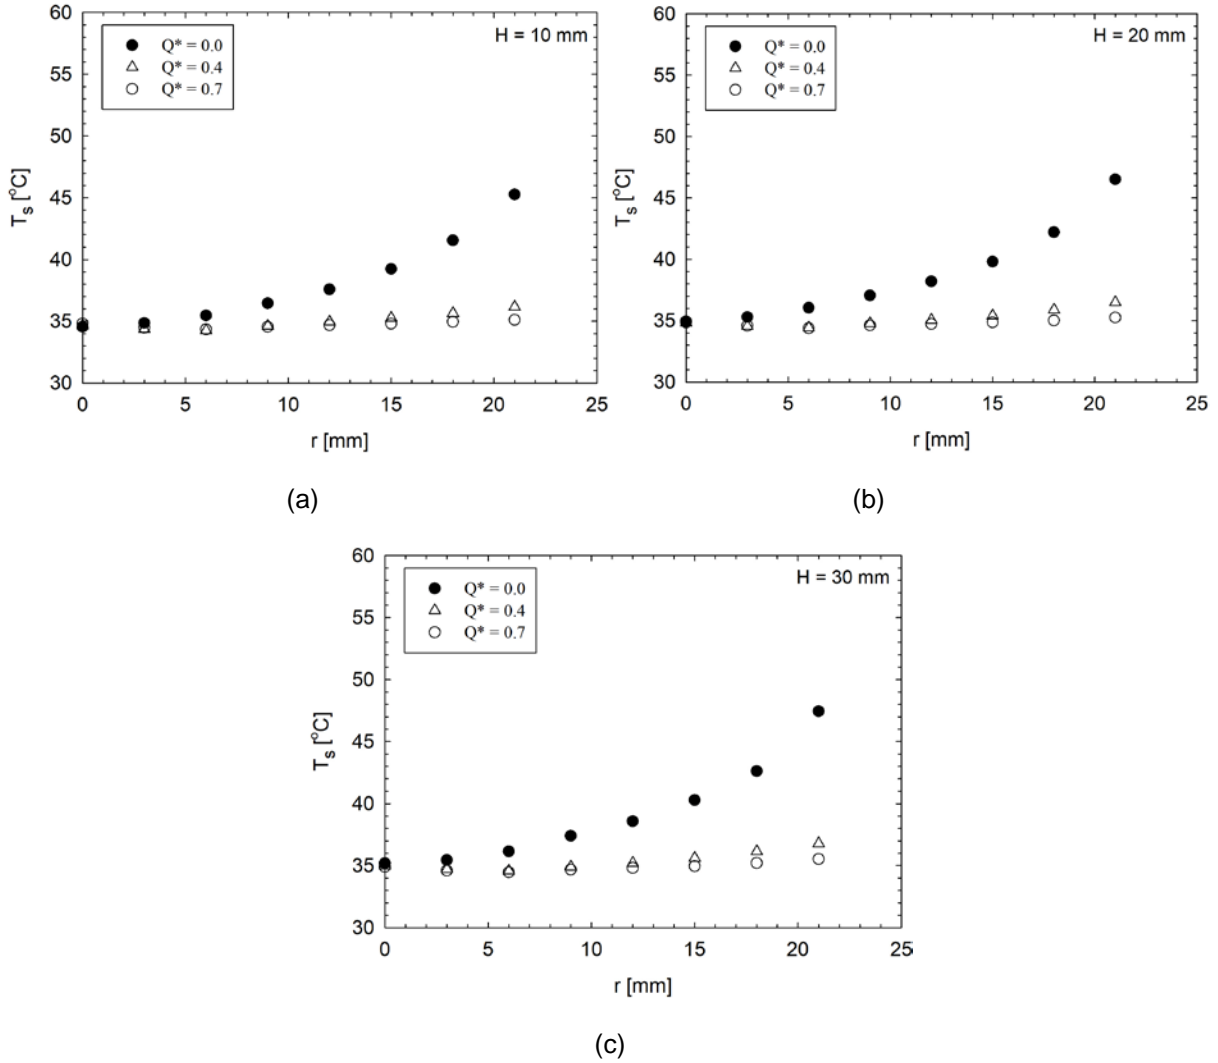 60
55
50
45
40
35
30
T_s [°C]
Q* = 0.0
Q* = 0.4
Q* = 0.7
H = 10 mm
0 5 10 15 20 25
r [mm]
(a)
60
55
50
45
40
35
30
T_s [°C]
Q* = 0.0
Q* = 0.4
Q* = 0.7
H = 20 mm
0 5 10 15 20 25
r [mm]
(b)
60
55
50
45
40
35
30
T_s [°C]
Q* = 0.0
Q* = 0.4
Q* = 0.7
H = 30 mm
0 5 10 15 20 25
r [mm]
(c)